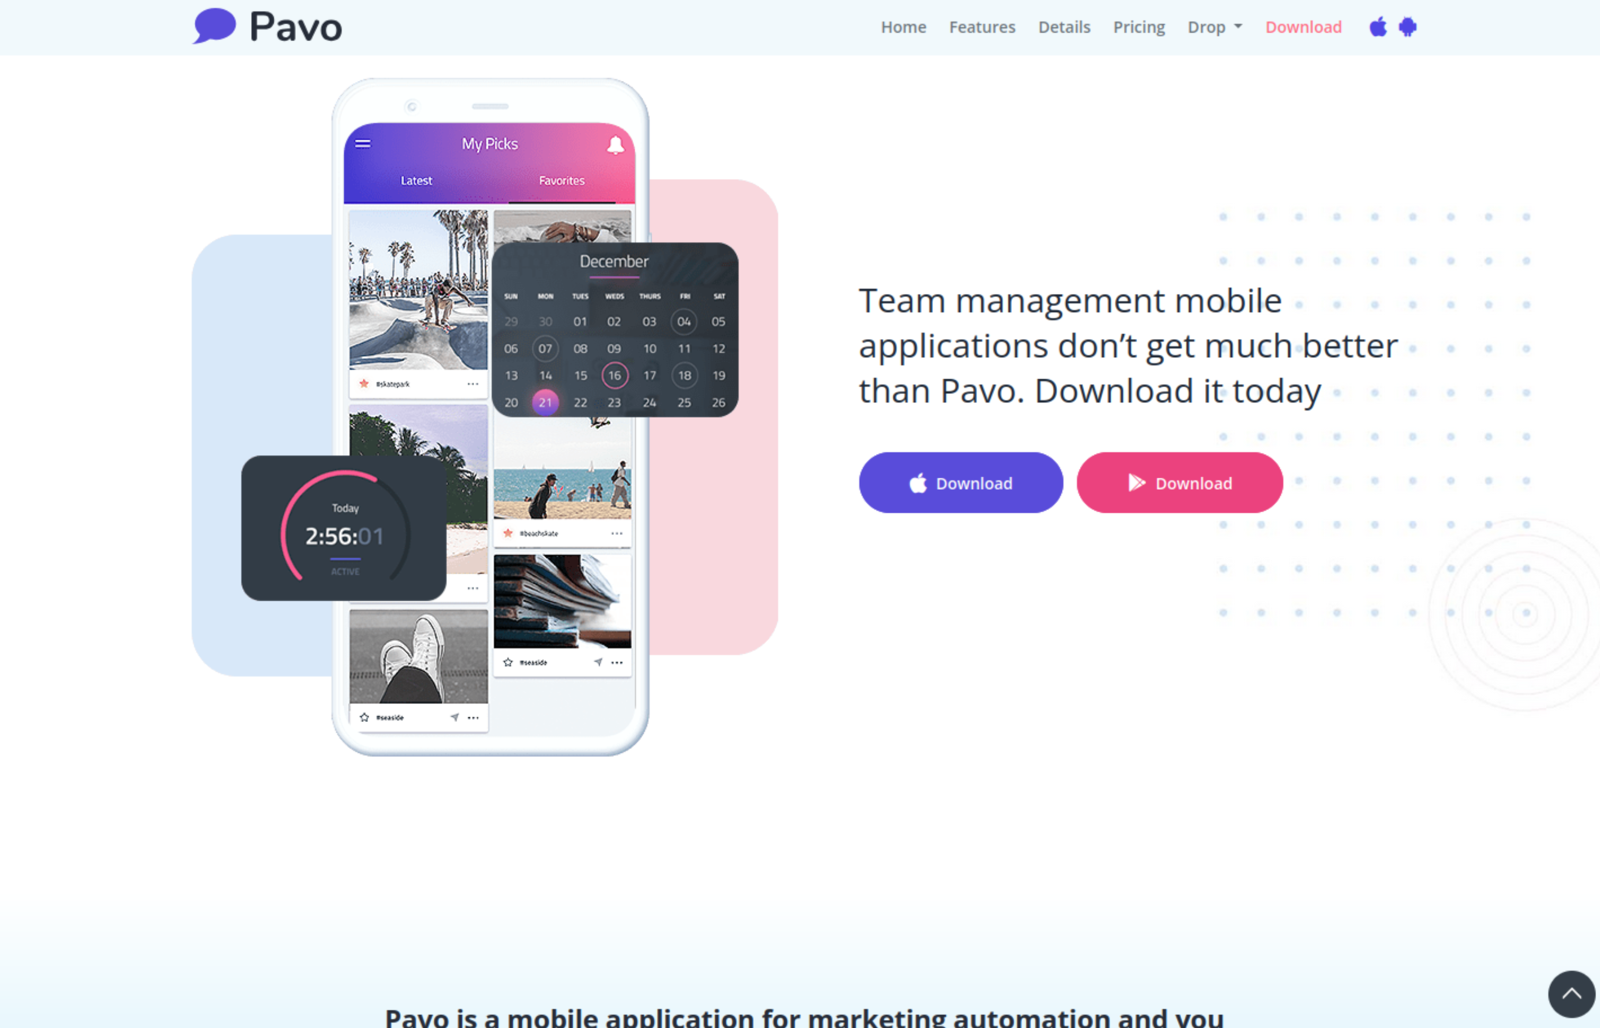 Pavo
Home Features Details Pricing Drop Download
My Picks
Latest Favorites
December
SUN MON TUES WEDS THURS FRI SAT
29 30 01 02 03 04 05
06 07 08 09 10 11 12
13 14 15 16 17 18 19
20 21 22 23 24 25 26
#skatepark
Today
2:56:01
ACTIVE
#beachskate
#seaside
#seaside
Team management mobile
applications don’t get much better
than Pavo. Download it today
Download Download
Pavo is a mobile application for marketing automation and you